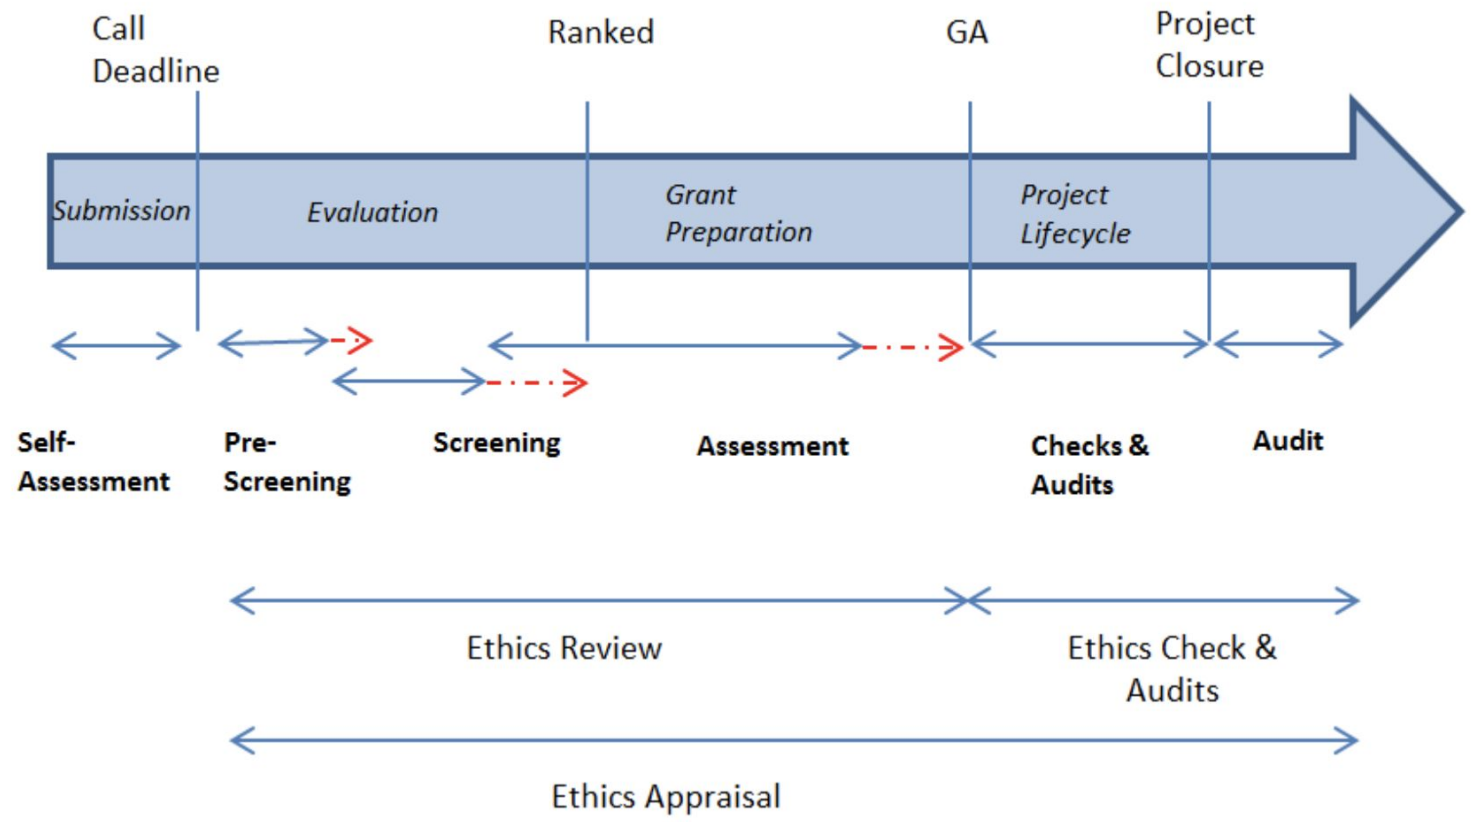 Call
Deadline
Ranked
GA
Project
Closure
Submission
Evaluation
Grant
Preparation
Project
Lifecycle
Self-
Assessment
Pre-
Screening
Screening
Assessment
Checks &
Audits
Audit
Ethics Review
Ethics Check &
Audits
Ethics Appraisal